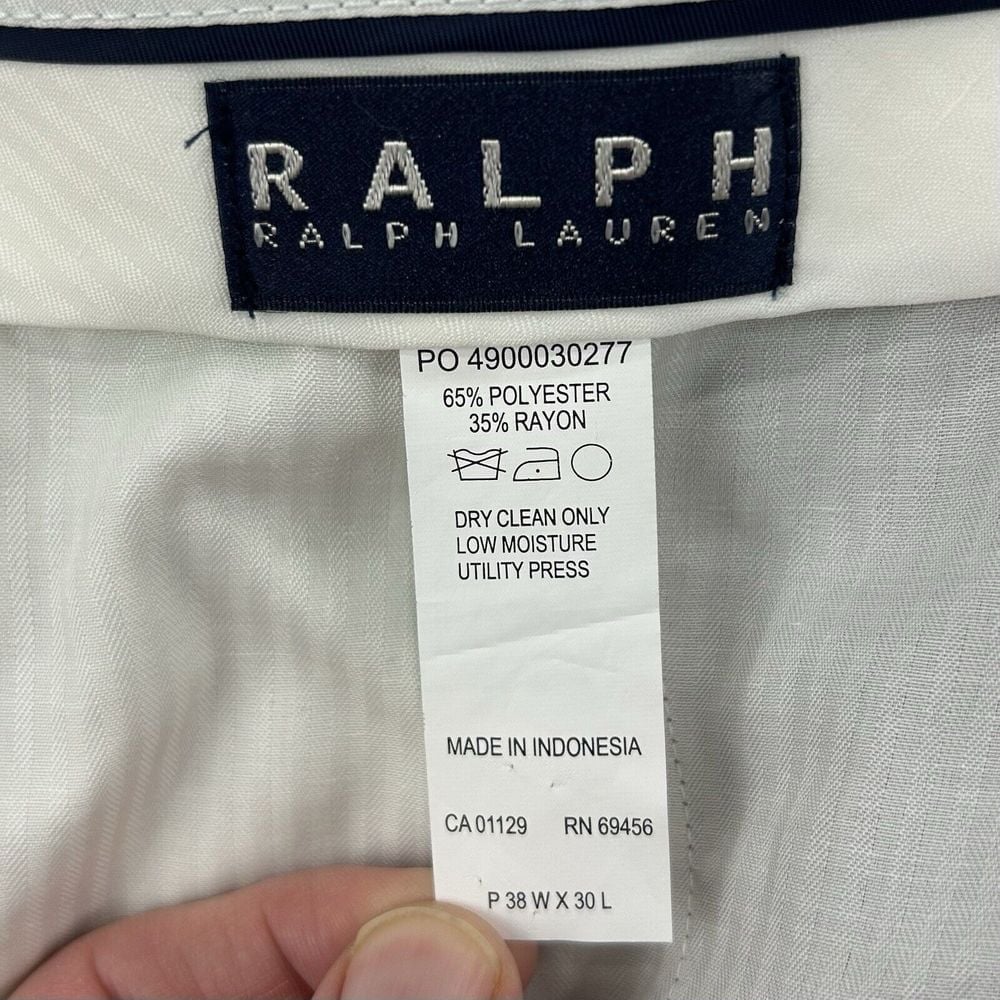 RALPH
RALPH LAUREN
PO 4900030277
65% POLYESTER
35% RAYON
DRY CLEAN ONLY
LOW MOISTURE
UTILITY PRESS
MADE IN INDONESIA
CA 01129 RN 69456
P 38 W X 30 L